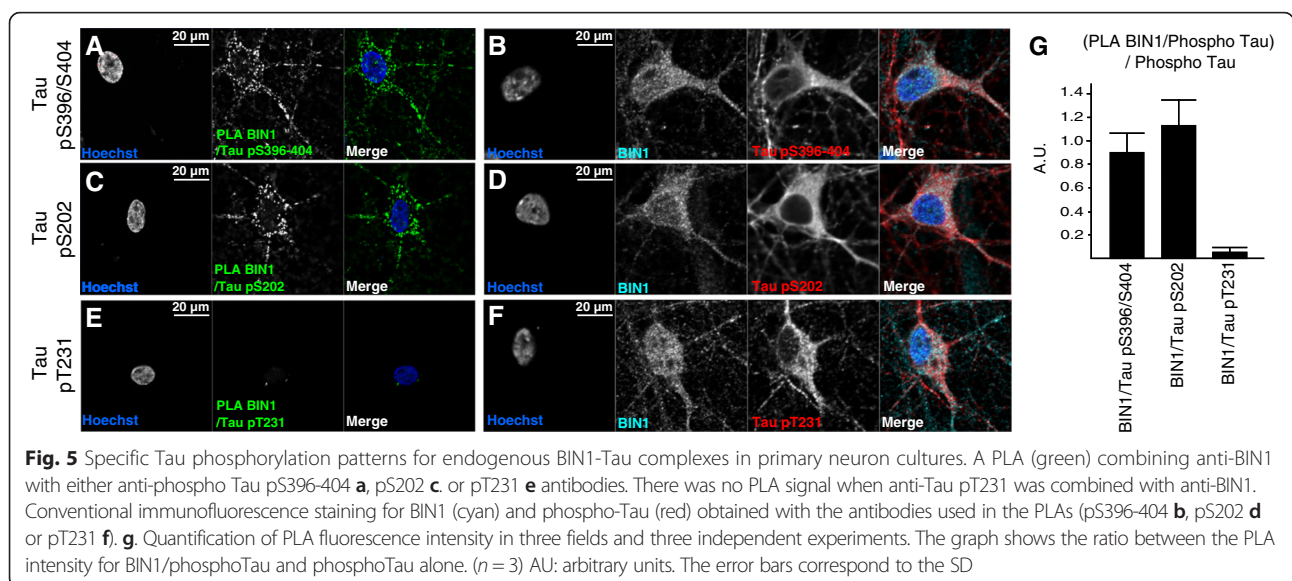 Tau
pS396/S404
A
20 µm
Hoechst
PLA BIN1
/Tau pS396-404
Merge
B
20 µm
BIN1
Tau pS396-404
Merge
Tau
pS202
C
20 µm
Hoechst
PLA BIN1
/Tau pS202
Merge
D
20 µm
BIN1
Tau pS202
Merge
Tau
pT231
E
20 µm
Hoechst
PLA BIN1
/Tau pT231
Merge
F
20 µm
Hoechst
BIN1
Tau pT231
Merge
G
(PLA BIN1/Phospho Tau)
/ Phospho Tau
A.U.
1.4
1.2
1.0
0.8
0.6
0.4
0.2
BIN1/Tau pS396/S404
BIN1/Tau pS202
BIN1/Tau pT231
Fig. 5 Specific Tau phosphorylation patterns for endogenous BIN1-Tau complexes in primary neuron cultures. A PLA (green) combining anti-BIN1
with either anti-phospho Tau pS396-404 a, pS202 c. or pT231 e antibodies. There was no PLA signal when anti-Tau pT231 was combined with anti-BIN1.
Conventional immunofluorescence staining for BIN1 (cyan) and phospho-Tau (red) obtained with the antibodies used in the PLAs (pS396-404 b, pS202 d
or pT231 f). g. Quantification of PLA fluorescence intensity in three fields and three independent experiments. The graph shows the ratio between the PLA
intensity for BIN1/phosphoTau and phosphoTau alone. (n = 3) AU: arbitrary units. The error bars correspond to the SD